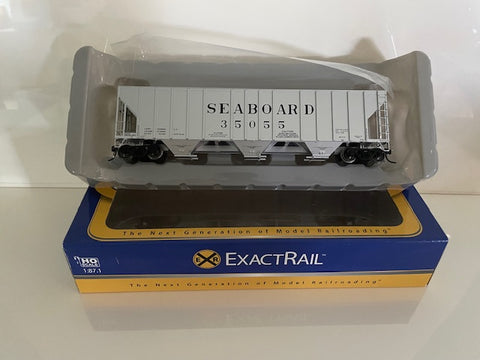 SEABOARD
35055
The Next Generation of Model Railroading
E R
EXACTRAIL
HO
SCALE
1:87.1
The Next Generation of Model Railroading